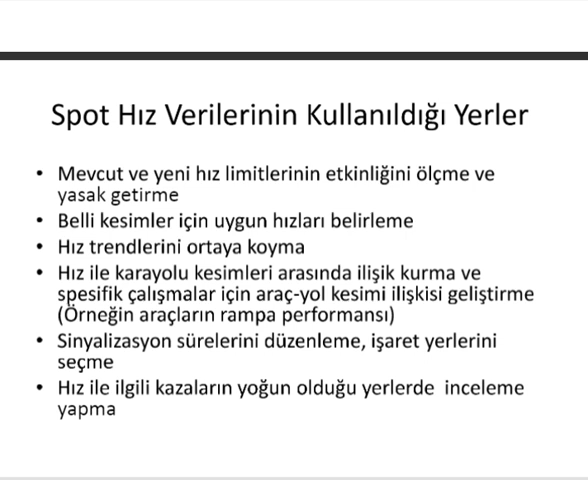 Spot Hız Verilerinin Kullanıldığı Yerler
• Mevcut ve yeni hız limitlerinin etkinliğini ölçme ve
yasak getirme
• Belli kesimler için uygun hızları belirleme
• Hız trendlerini ortaya koyma
• Hız ile karayolu kesimleri arasında ilişik kurma ve
spesifik çalışmalar için araç-yol kesimi ilişkisi geliştirme
(Örneğin araçların rampa performansı)
• Sinyalizasyon sürelerini düzenleme, işaret yerlerini
seçme
• Hız ile ilgili kazaların yoğun olduğu yerlerde inceleme
yapma